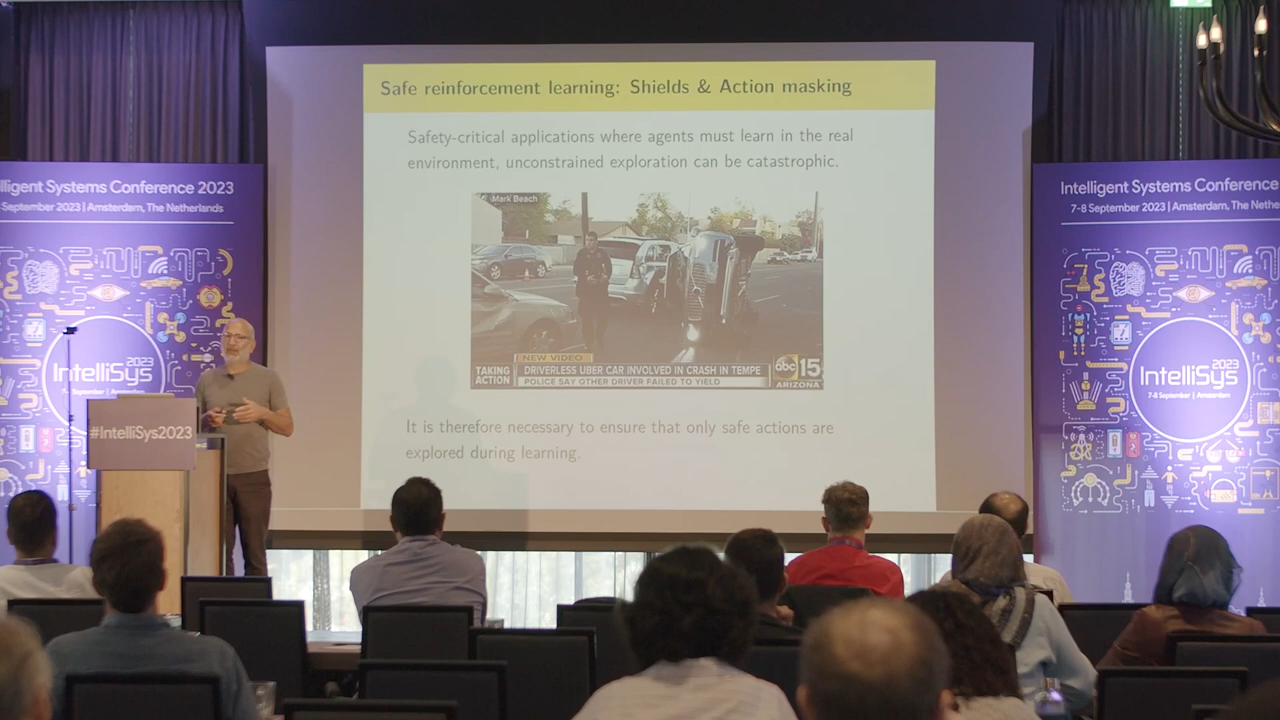 Safe reinforcement learning: Shields & Action masking
Safety-critical applications where agents must learn in the real
environment, unconstrained exploration can be catastrophic.
Mark Beach
NEW VIDEO
TAKING ACTION
DRIVERLESS UBER CAR INVOLVED IN CRASH IN TEMPE
POLICE SAY OTHER DRIVER FAILED TO YIELD
abc 15
ARIZONA
It is therefore necessary to ensure that only safe actions are
explored during learning.
lligent Systems Conference 2023
September 2023 | Amsterdam, The Netherlands
IntelliSys 2023
#IntelliSys2023
Intelligent Systems Conference
7-8 September 2023 | Amsterdam, The Nethe
IntelliSys 2023
7-8 September | Amsterdam